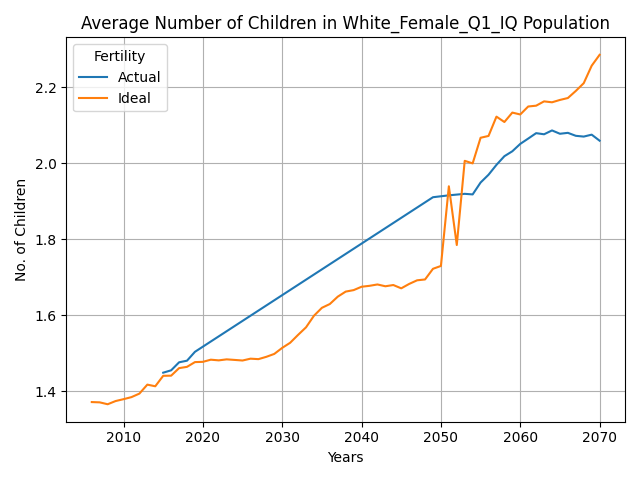 Average Number of Children in White_Female_Q1_IQ Population
Fertility
Actual
Ideal
No. of Children
2.2
2.0
1.8
1.6
1.4
2010 2020 2030 2040 2050 2060 2070
Years